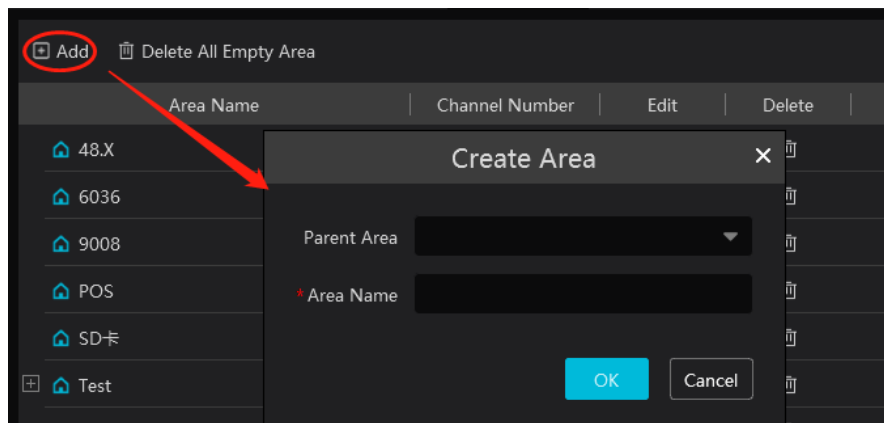 Add Delete All Empty Area
Area Name Channel Number Edit Delete
48.X
Create Area
6036
Parent Area
9008
* Area Name
POS
SD卡
OK Cancel
Test